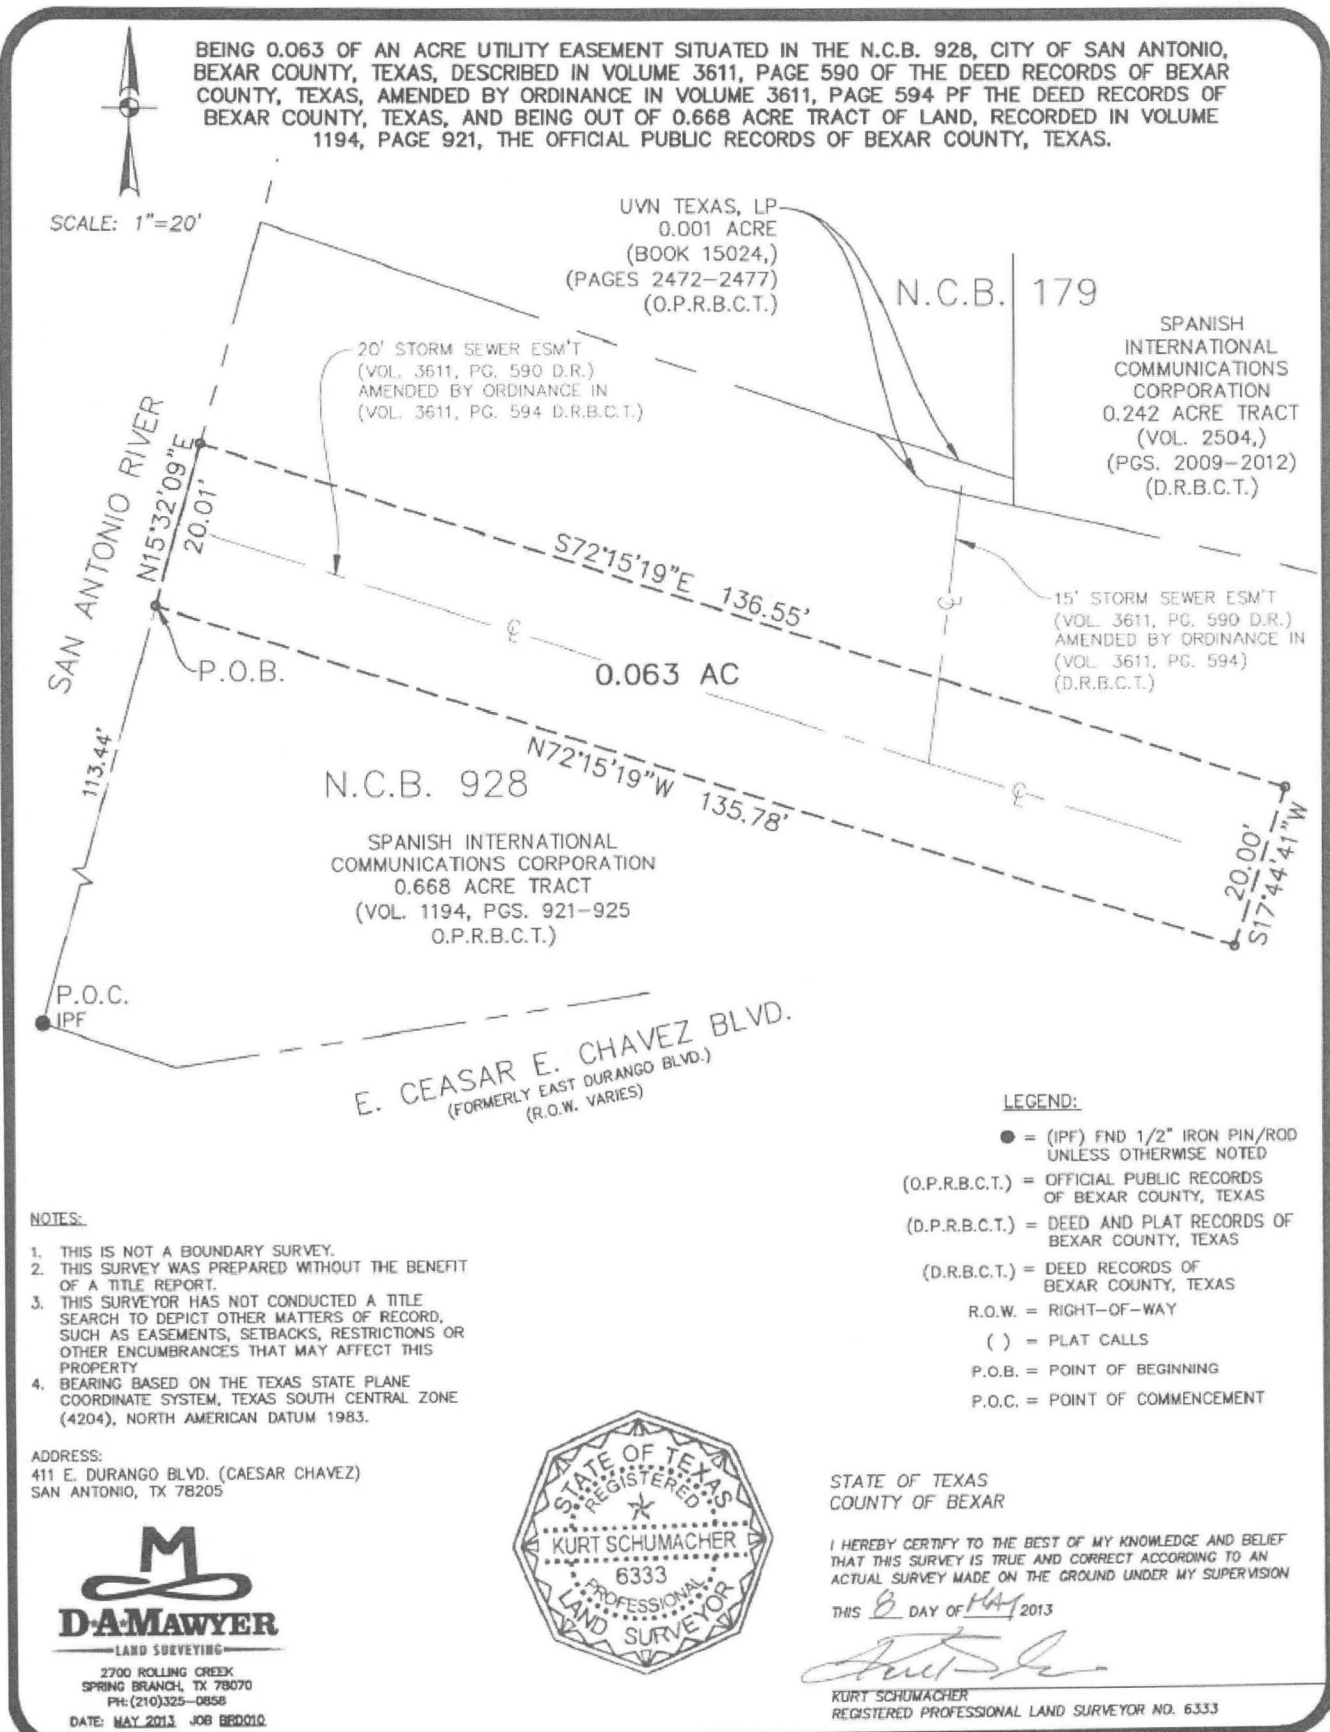 BEING 0.063 OF AN ACRE UTILITY EASEMENT SITUATED IN THE N.C.B. 928, CITY OF SAN ANTONIO,
BEXAR COUNTY, TEXAS, DESCRIBED IN VOLUME 3611, PAGE 590 OF THE DEED RECORDS OF BEXAR
COUNTY, TEXAS, AMENDED BY ORDINANCE IN VOLUME 3611, PAGE 594 PF THE DEED RECORDS OF
BEXAR COUNTY, TEXAS, AND BEING OUT OF 0.668 ACRE TRACT OF LAND, RECORDED IN VOLUME
1194, PAGE 921, THE OFFICIAL PUBLIC RECORDS OF BEXAR COUNTY, TEXAS.
SCALE: 1"=20'
UVN TEXAS, LP
0.001 ACRE
(BOOK 15024,)
(PAGES 2472-2477)
(O.P.R.B.C.T.)
N.C.B. 179
SPANISH
INTERNATIONAL
COMMUNICATIONS
CORPORATION
0.242 ACRE TRACT
(VOL. 2504,)
(PGS. 2009-2012)
(D.R.B.C.T.)
20' STORM SEWER ESM'T
(VOL. 3611, PG. 590 D.R.)
AMENDED BY ORDINANCE IN
(VOL. 3611, PG. 594 D.R.B.C.T.)
SAN ANTONIO RIVER
N15°32'09"E
20.01'
S72°15'19"E 136.55'
15' STORM SEWER ESM'T
(VOL. 3611, PG. 590 D.R.)
AMENDED BY ORDINANCE IN
(VOL. 3611, PG. 594)
(D.R.B.C.T.)
P.O.B.
0.063 AC
N72°15'19"W 135.78'
113.44'
N.C.B. 928
SPANISH INTERNATIONAL
COMMUNICATIONS CORPORATION
0.668 ACRE TRACT
(VOL. 1194, PGS. 921-925
O.P.R.B.C.T.)
20.00'
S17°44'41"W
P.O.C.
IPF
E. CEASAR E. CHAVEZ BLVD.
(FORMERLY EAST DURANGO BLVD.)
(R.O.W. VARIES)
LEGEND:
● = (IPF) FND 1/2" IRON PIN/ROD
UNLESS OTHERWISE NOTED
(O.P.R.B.C.T.) = OFFICIAL PUBLIC RECORDS
OF BEXAR COUNTY, TEXAS
(D.P.R.B.C.T.) = DEED AND PLAT RECORDS OF
BEXAR COUNTY, TEXAS
(D.R.B.C.T.) = DEED RECORDS OF
BEXAR COUNTY, TEXAS
R.O.W. = RIGHT-OF-WAY
( ) = PLAT CALLS
P.O.B. = POINT OF BEGINNING
P.O.C. = POINT OF COMMENCEMENT
NOTES:
1. THIS IS NOT A BOUNDARY SURVEY.
2. THIS SURVEY WAS PREPARED WITHOUT THE BENEFIT
OF A TITLE REPORT.
3. THIS SURVEYOR HAS NOT CONDUCTED A TITLE
SEARCH TO DEPICT OTHER MATTERS OF RECORD,
SUCH AS EASEMENTS, SETBACKS, RESTRICTIONS OR
OTHER ENCUMBRANCES THAT MAY AFFECT THIS
PROPERTY
4. BEARING BASED ON THE TEXAS STATE PLANE
COORDINATE SYSTEM, TEXAS SOUTH CENTRAL ZONE
(4204), NORTH AMERICAN DATUM 1983.
ADDRESS:
411 E. DURANGO BLVD. (CAESAR CHAVEZ)
SAN ANTONIO, TX 78205
M
D·A·MAWYER
LAND SURVEYING
2700 ROLLING CREEK
SPRING BRANCH, TX 78070
PH:(210)325-0858
DATE: MAY 2013 JOB BRD010
STATE OF TEXAS
REGISTERED
KURT SCHUMACHER
6333
PROFESSIONAL
LAND SURVEYOR
STATE OF TEXAS
COUNTY OF BEXAR
I HEREBY CERTIFY TO THE BEST OF MY KNOWLEDGE AND BELIEF
THAT THIS SURVEY IS TRUE AND CORRECT ACCORDING TO AN
ACTUAL SURVEY MADE ON THE GROUND UNDER MY SUPERVISION
THIS 8 DAY OF MAY 2013
KURT SCHUMACHER
REGISTERED PROFESSIONAL LAND SURVEYOR NO. 6333